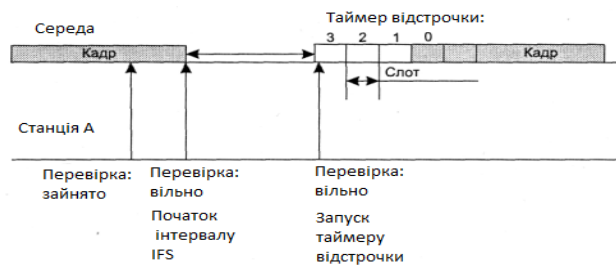 Середа
Таймер відстрочки:
3 2 1 0
Кадр
Кадр
Слот
Станція А
Перевірка:
зайнято
Перевірка:
вільно
Початок
інтервалу
IFS
Перевірка:
вільно
Запуск
таймеру
відстрочки